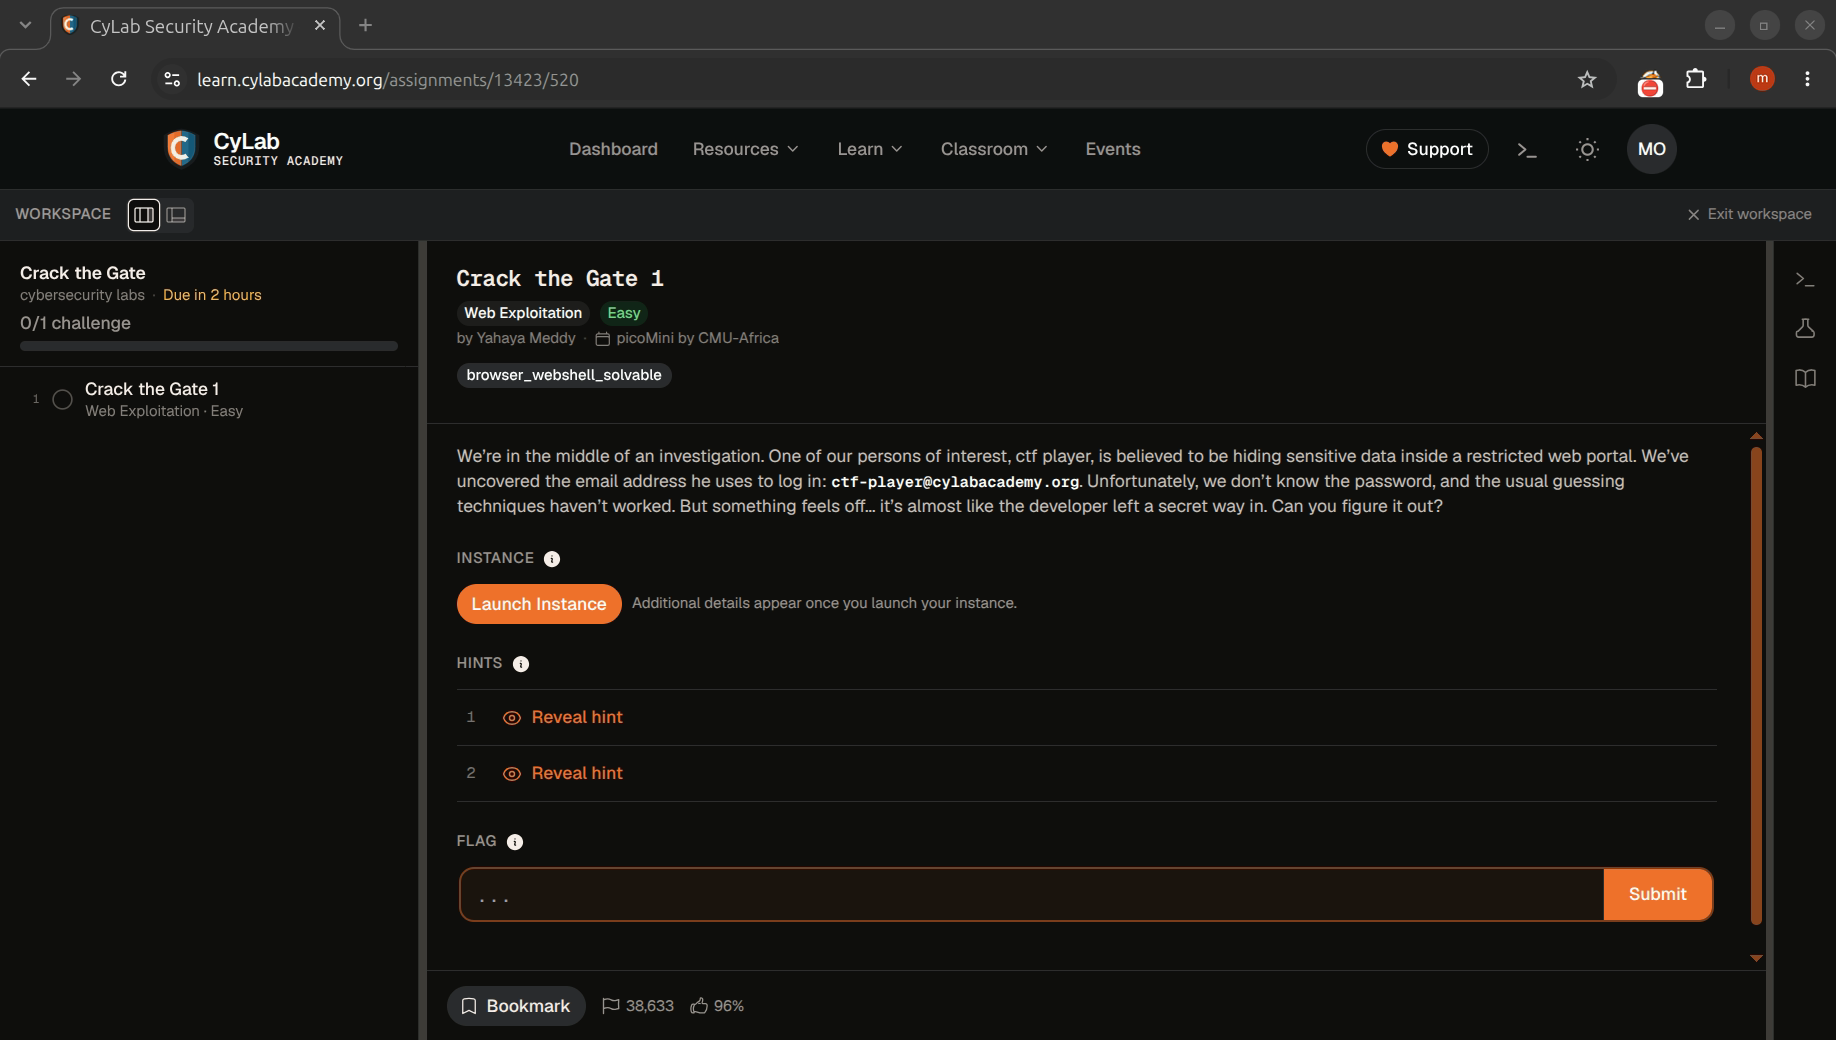 CyLab Security Academy
learn.cylabacademy.org/assignments/13423/520
m
CyLab
SECURITY ACADEMY
Dashboard
Resources
Learn
Classroom
Events
Support
MO
WORKSPACE
Exit workspace
Crack the Gate
cybersecurity labs · Due in 2 hours
0/1 challenge
1
Crack the Gate 1
Web Exploitation · Easy
Crack the Gate 1
Web Exploitation Easy
by Yahaya Meddy · picoMini by CMU-Africa
browser_webshell_solvable
We're in the middle of an investigation. One of our persons of interest, ctf player, is believed to be hiding sensitive data inside a restricted web portal. We've
uncovered the email address he uses to log in: ctf-player@cylabacademy.org. Unfortunately, we don't know the password, and the usual guessing
techniques haven't worked. But something feels off... it's almost like the developer left a secret way in. Can you figure it out?
INSTANCE
Launch Instance
Additional details appear once you launch your instance.
HINTS
1 Reveal hint
2 Reveal hint
FLAG
...
Submit
Bookmark
38,633
96%